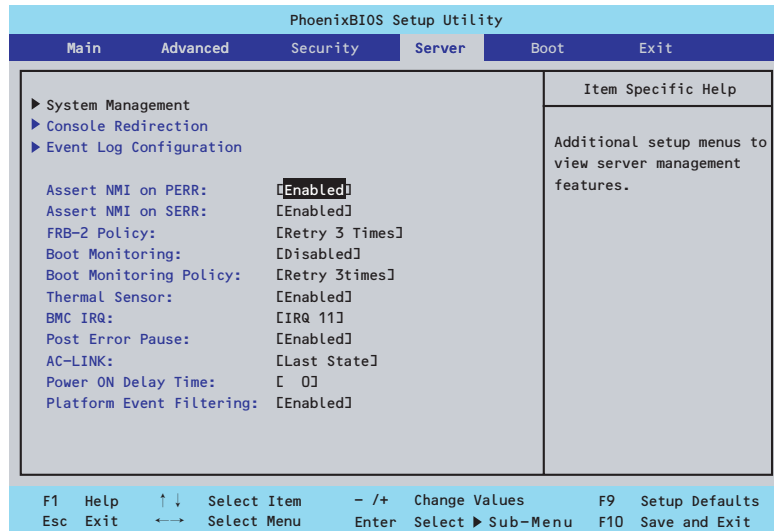 PhoenixBIOS Setup Utility
Main Advanced Security Server Boot Exit
Item Specific Help
▶ System Management
▶ Console Redirection
▶ Event Log Configuration
Additional setup menus to
view server management
features.
Assert NMI on PERR: [Enabled]
Assert NMI on SERR: [Enabled]
FRB-2 Policy: [Retry 3 Times]
Boot Monitoring: [Disabled]
Boot Monitoring Policy: [Retry 3times]
Thermal Sensor: [Enabled]
BMC IRQ: [IRQ 11]
Post Error Pause: [Enabled]
AC-LINK: [Last State]
Power ON Delay Time: [ 0]
Platform Event Filtering: [Enabled]
F1 Help ↑↓ Select Item - /+ Change Values F9 Setup Defaults
Esc Exit ←→ Select Menu Enter Select ▶ Sub-Menu F10 Save and Exit